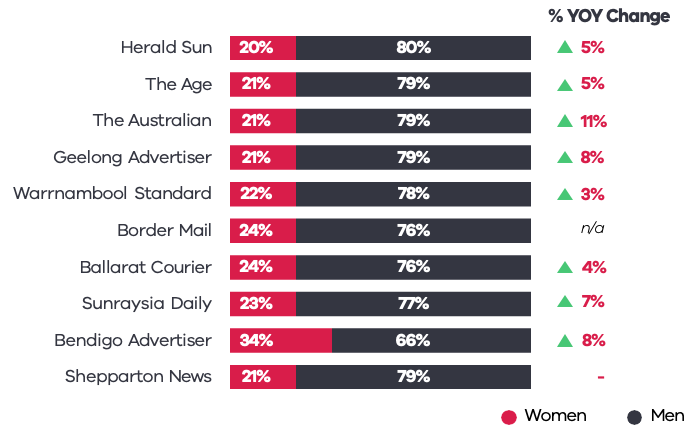 % YOY Change
Herald Sun 20% 80% 5%
The Age 21% 79% 5%
The Australian 21% 79% 11%
Geelong Advertiser 21% 79% 8%
Warrnambool Standard 22% 78% 3%
Border Mail 24% 76% n/a
Ballarat Courier 24% 76% 4%
Sunraysia Daily 23% 77% 7%
Bendigo Advertiser 34% 66% 8%
Shepparton News 21% 79% -
Women Men